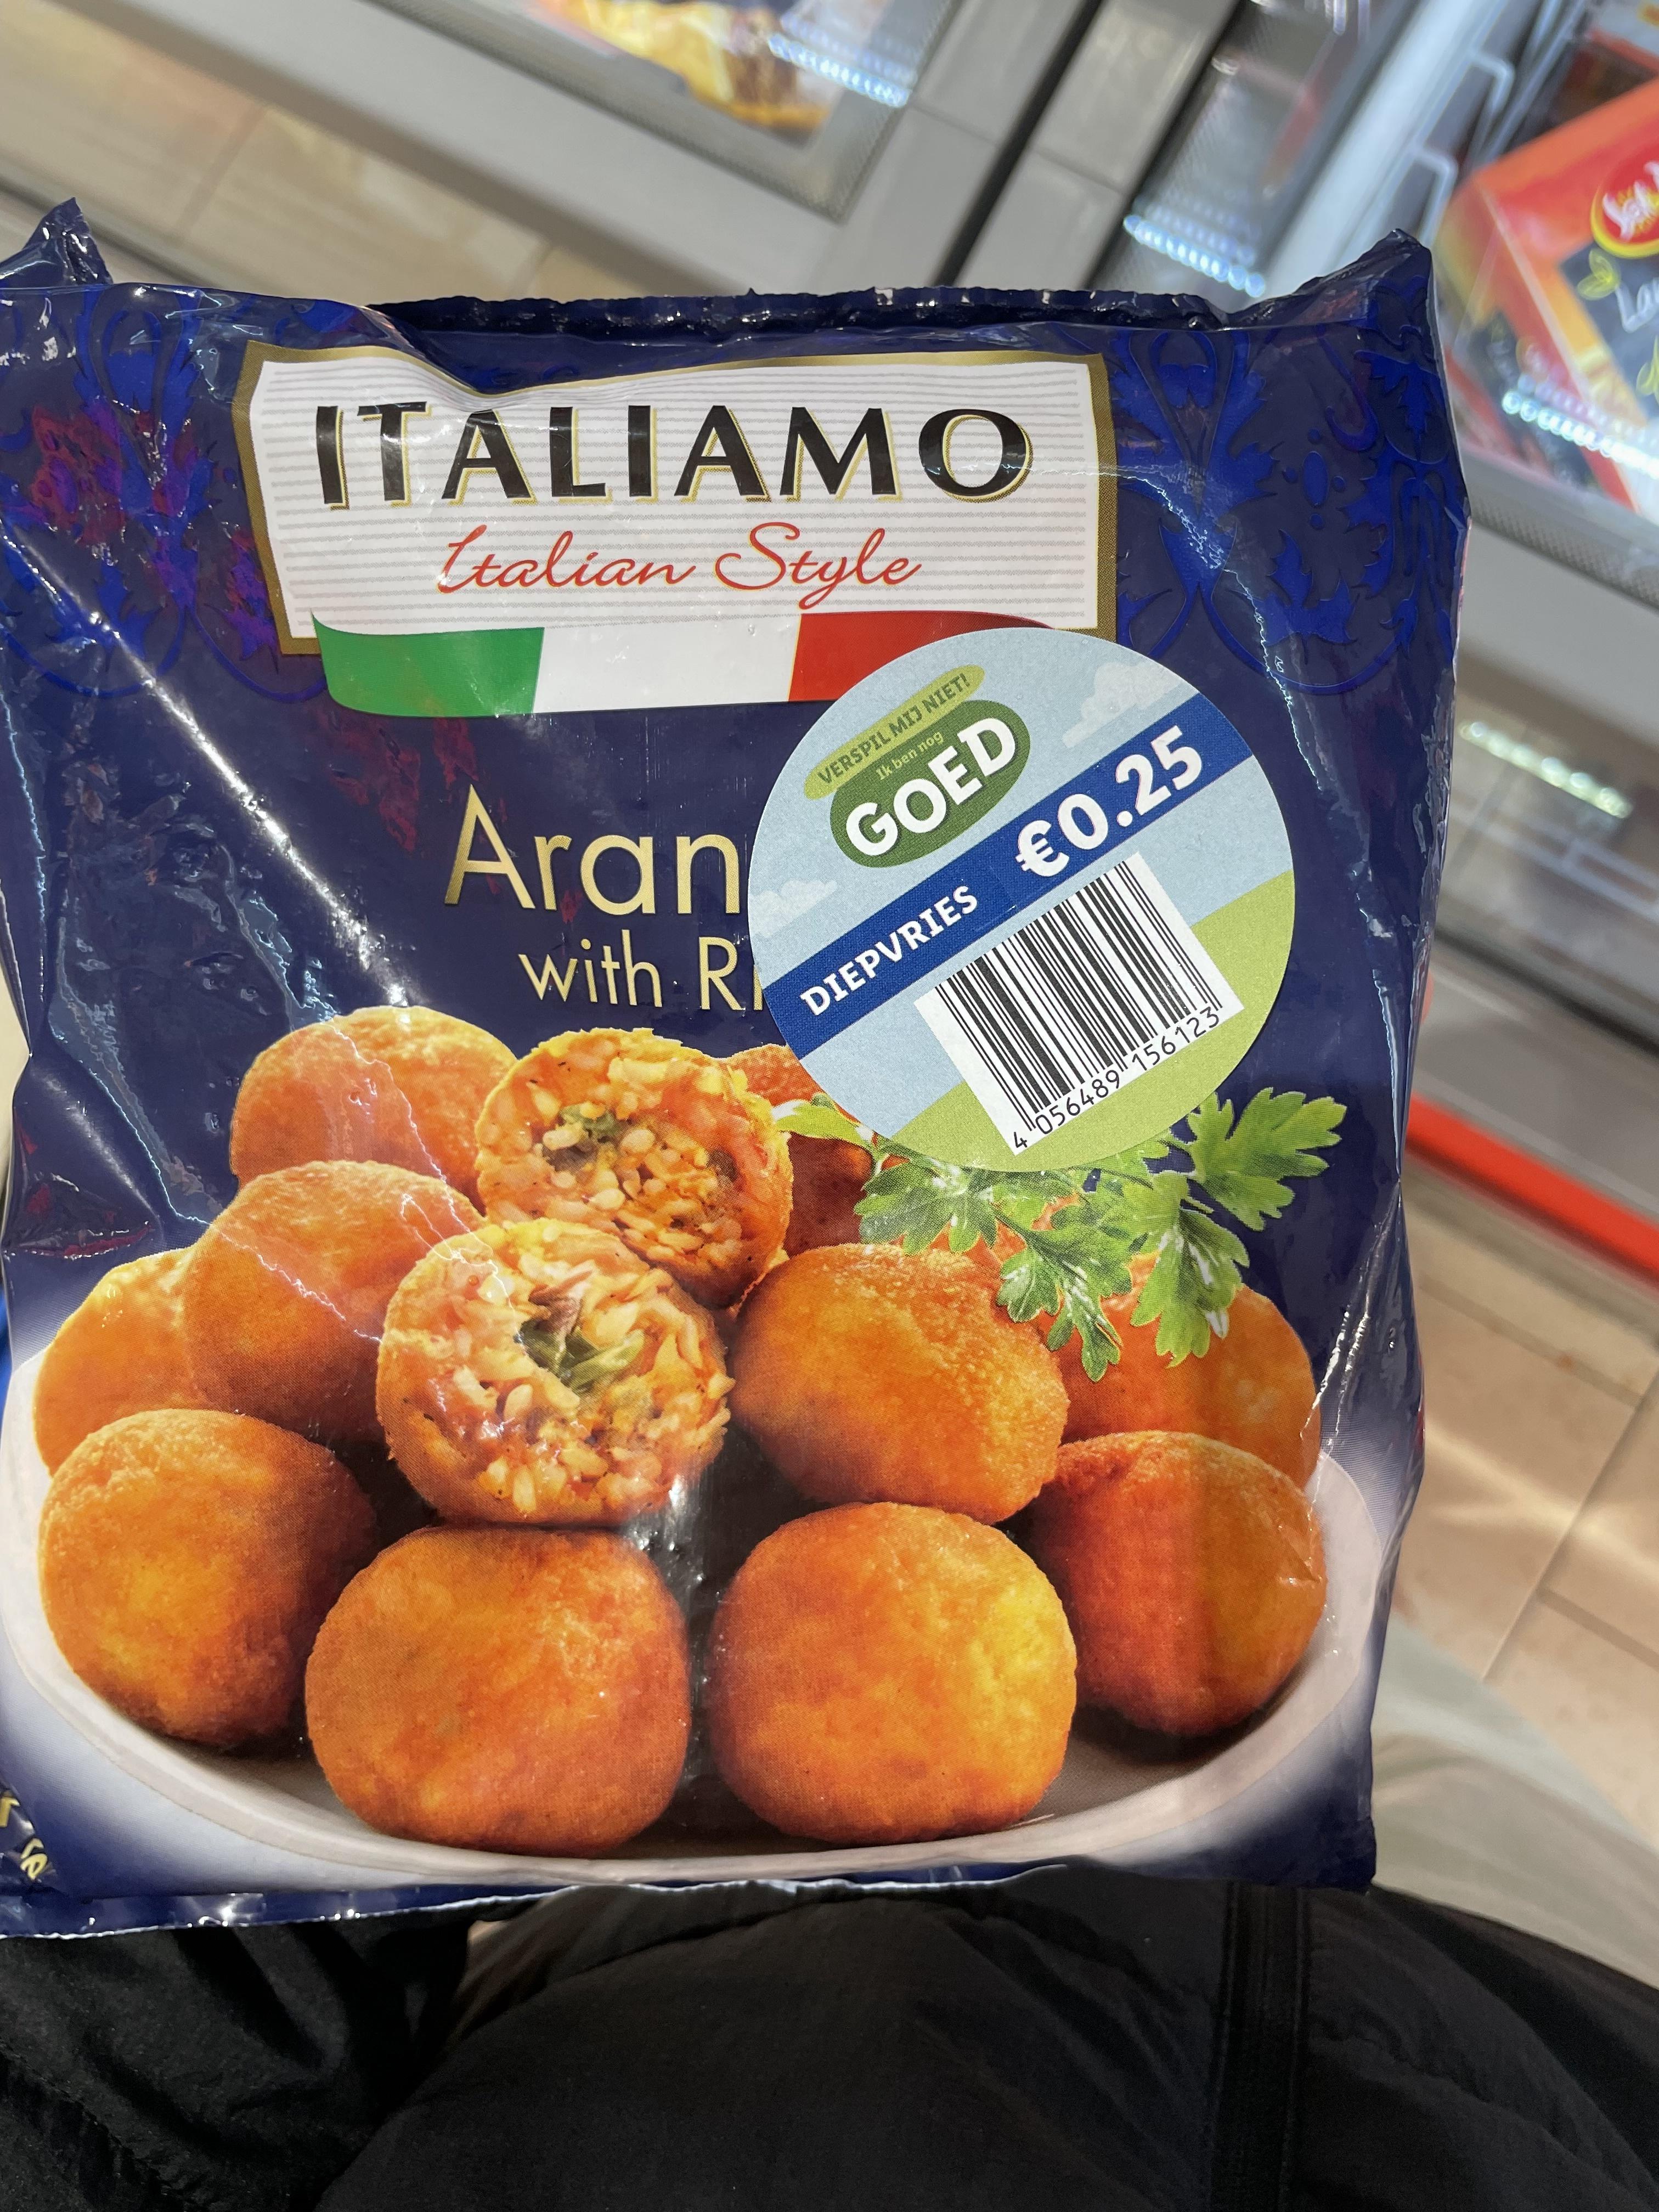 ITALIAMO
Italian Style
VERSPIL MIJ NIET!
Ik ben nog
GOED
DIEPVRIES €0.25
4 056489 156123
Aran
with Ri